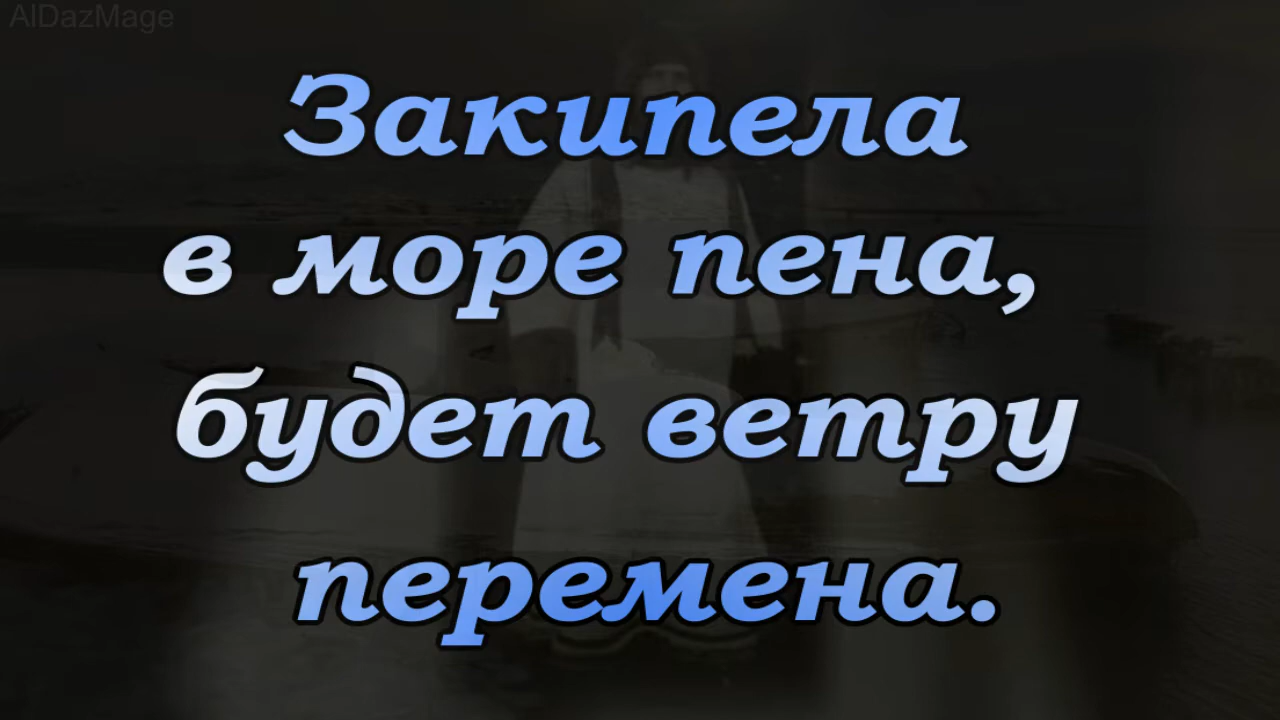 AlDazMage
Закипела
в море пена,
будет ветру
перемена.